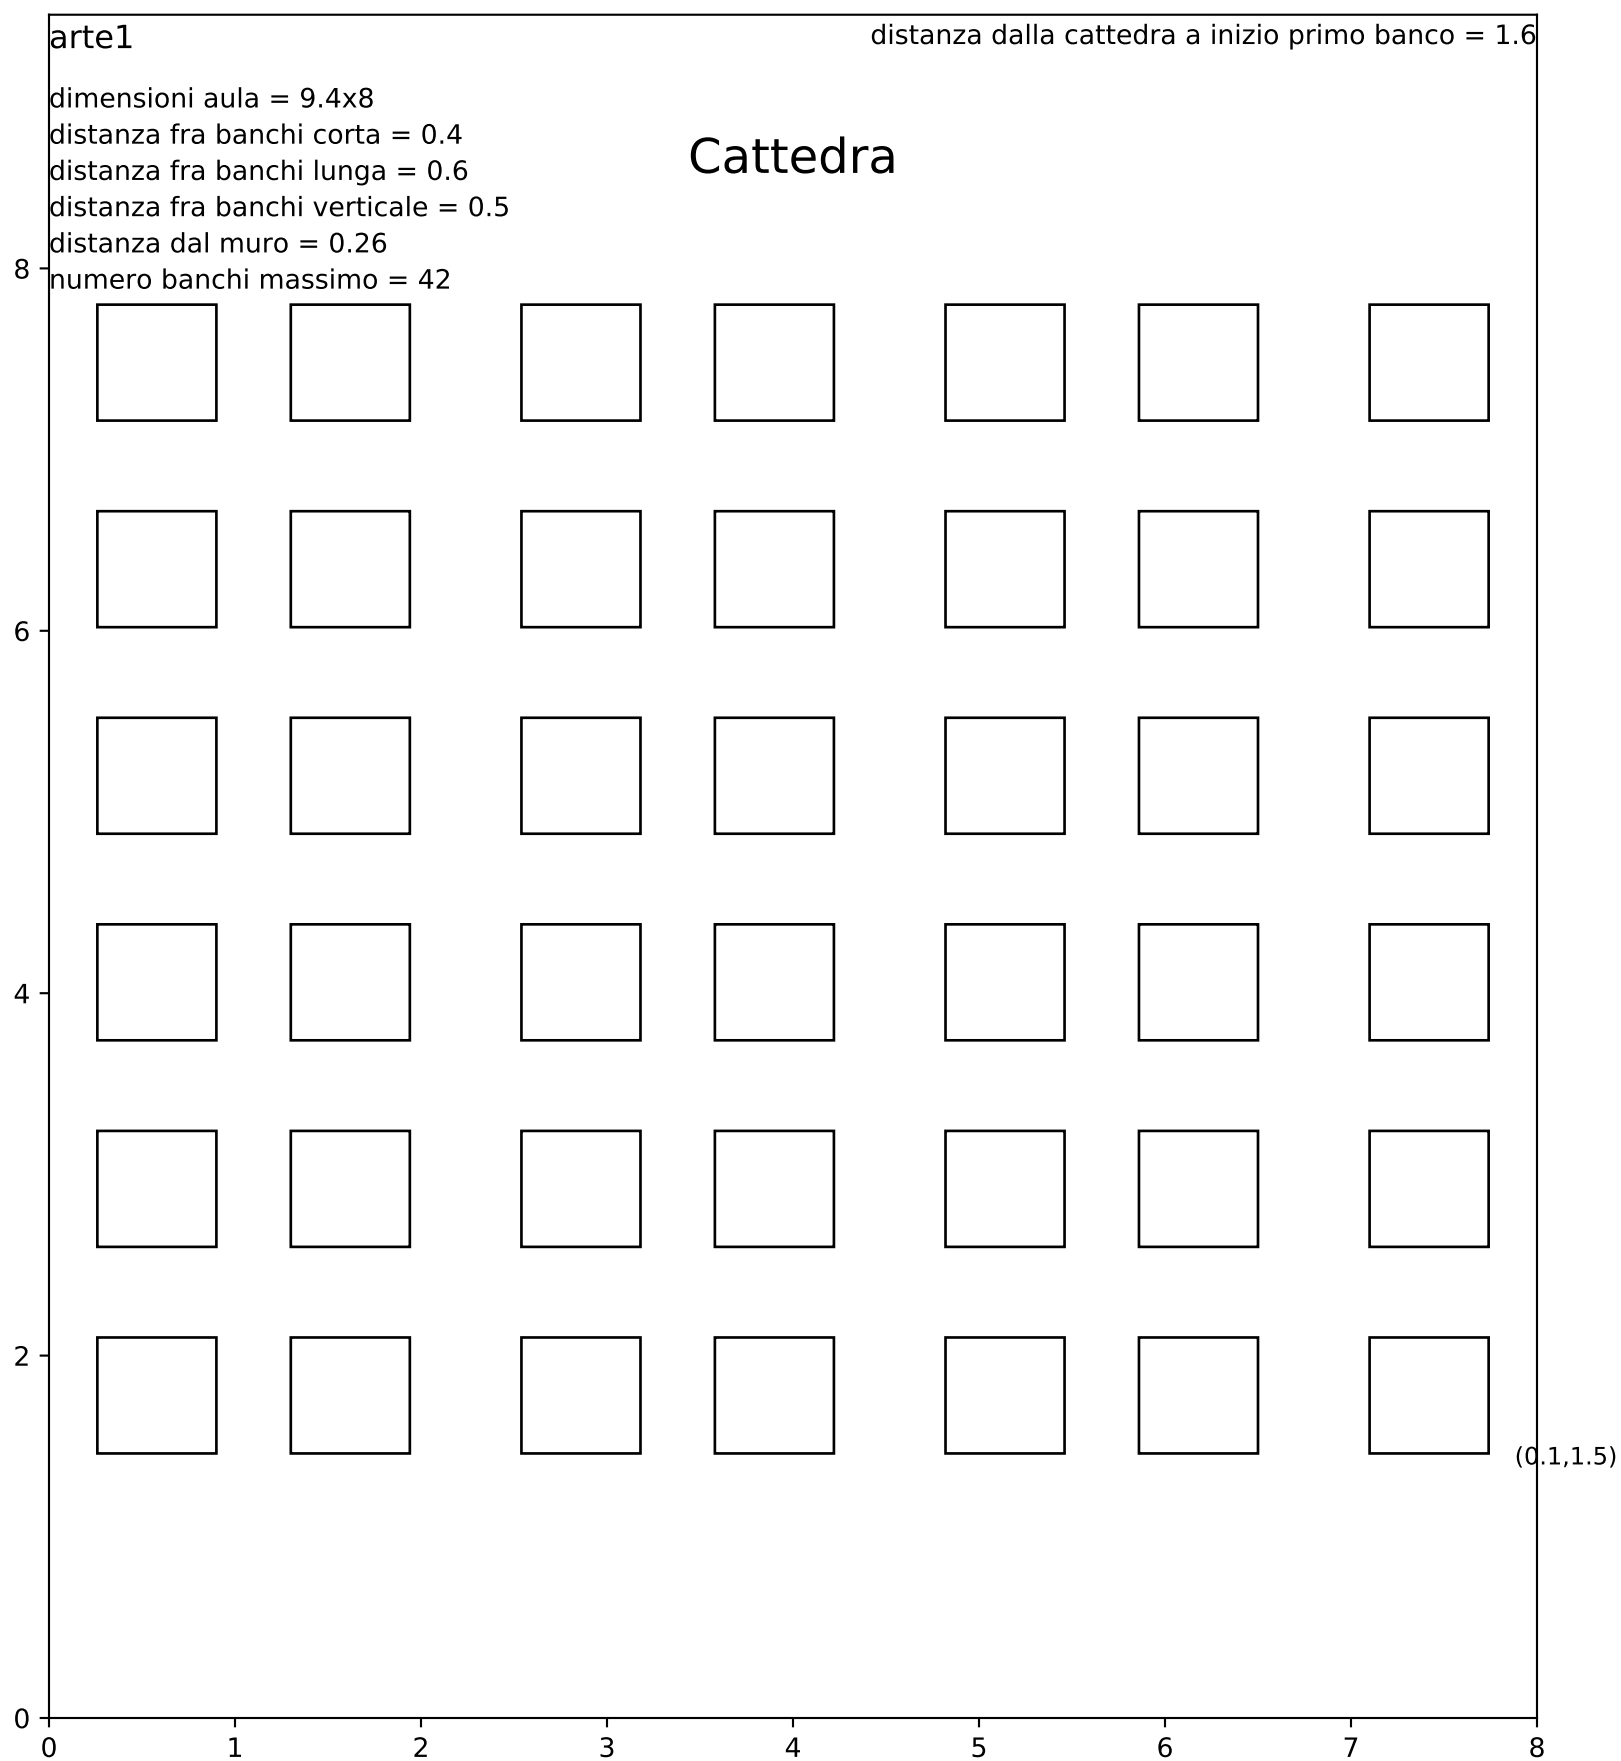 arte1
distanza dalla cattedra a inizio primo banco = 1.6
dimensioni aula = 9.4x8
distanza fra banchi corta = 0.4
distanza fra banchi lunga = 0.6
distanza fra banchi verticale = 0.5
distanza dal muro = 0.26
numero banchi massimo = 42
Cattedra
8
6
4
2
(0.1,1.5)
0
0 1 2 3 4 5 6 7 8